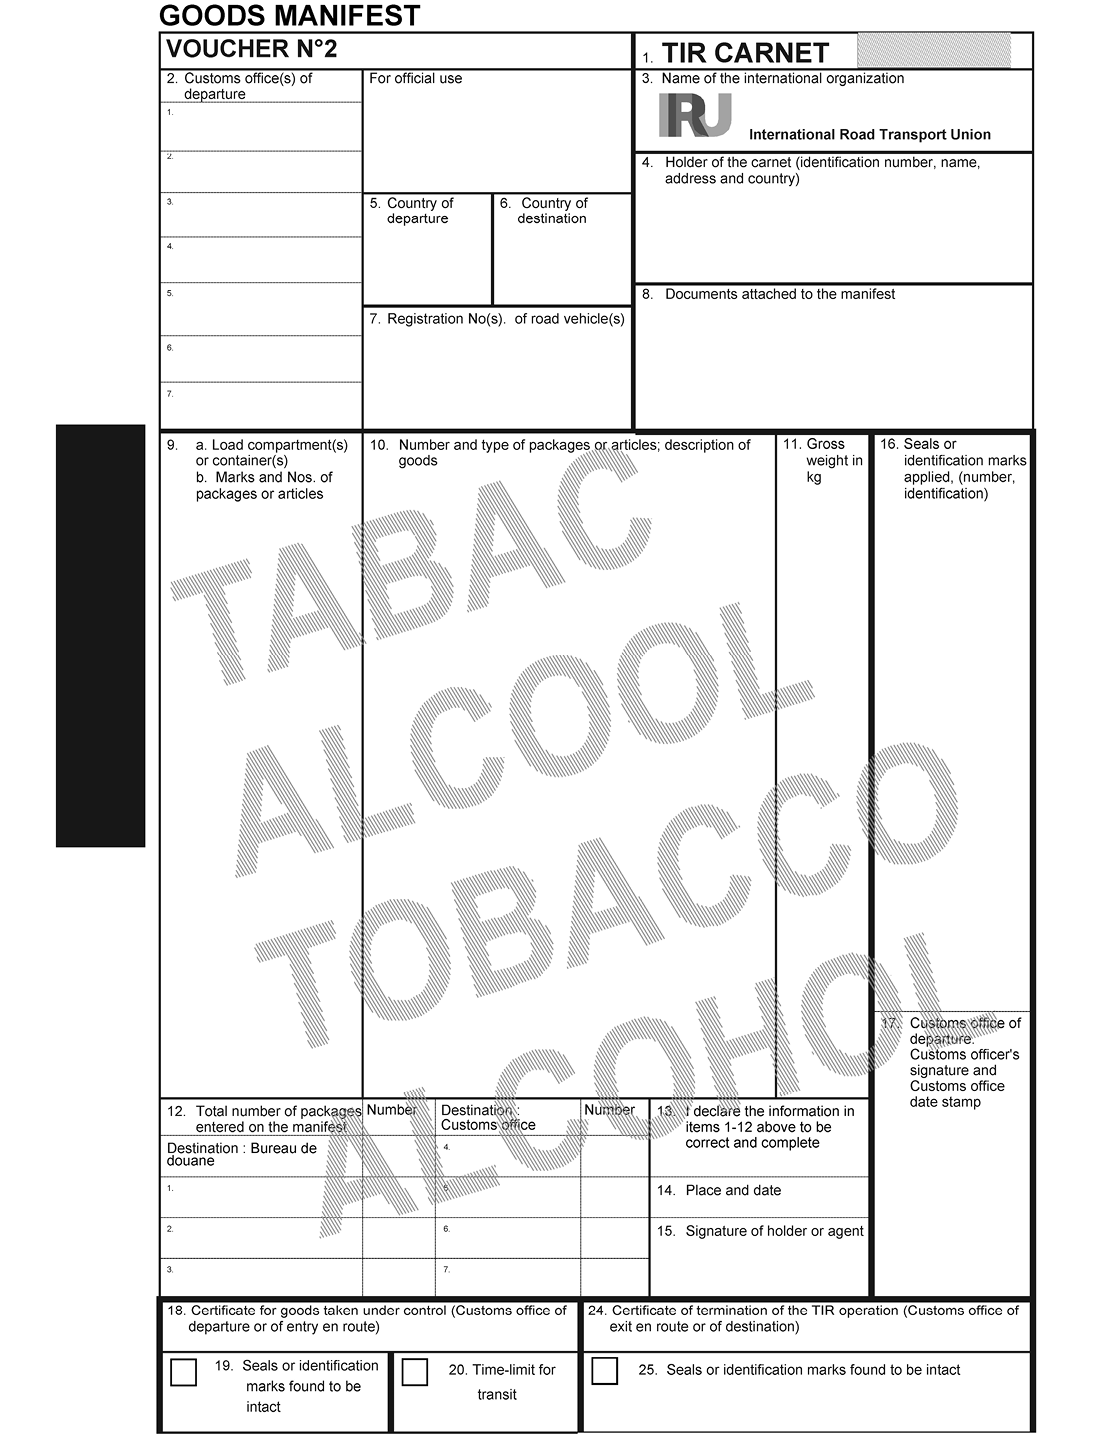 GOODS MANIFEST
VOUCHER N°2
1. TIR CARNET
2. Customs office(s) of
departure
1.
2.
3.
4.
5.
6.
7.
For official use
3. Name of the international organization
IRU
International Road Transport Union
4. Holder of the carnet (identification number, name,
address and country)
5. Country of
departure
6. Country of
destination
7. Registration No(s). of road vehicle(s)
8. Documents attached to the manifest
9. a. Load compartment(s)
or container(s)
b. Marks and Nos. of
packages or articles
10. Number and type of packages or articles; description of
goods
11. Gross
weight in
kg
16. Seals or
identification marks
applied, (number,
identification)
TABAC
ALCOOL
TOBACCO
ALCOHOL
17. Customs office of
departure.
Customs officer's
signature and
Customs office
date stamp
12. Total number of packages
entered on the manifest
Number
Destination :
Customs office
Number
Destination : Bureau de
douane
1.
2.
3.
4.
5.
6.
7.
13. I declare the information in
items 1-12 above to be
correct and complete
14. Place and date
15. Signature of holder or agent
18. Certificate for goods taken under control (Customs office of
departure or of entry en route)
24. Certificate of termination of the TIR operation (Customs office of
exit en route or of destination)
19. Seals or identification
marks found to be
intact
20. Time-limit for
transit
25. Seals or identification marks found to be intact